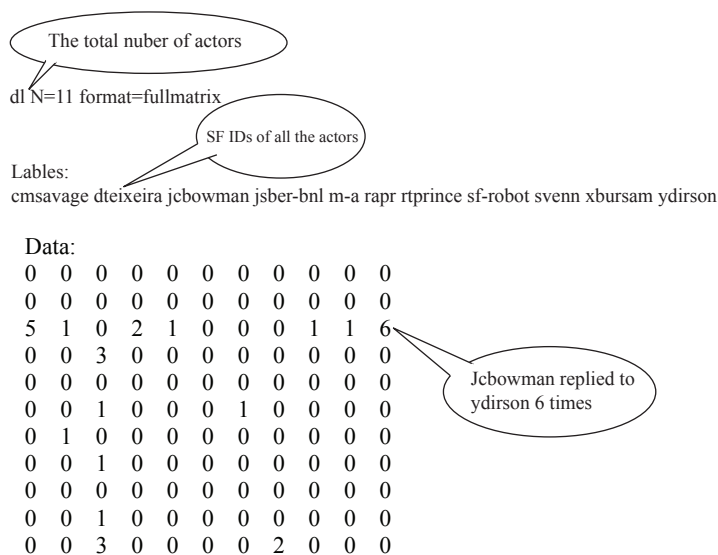 The total nuber of actors
dl N=11 format=fullmatrix
SF IDs of all the actors
Lables:
cmsavage dteixeira jcbowman jsber-bnl m-a rapr rtprince sf-robot svenn xbursam ydirson
Data:
0 0 0 0 0 0 0 0 0 0 0
0 0 0 0 0 0 0 0 0 0 0
5 1 0 2 1 0 0 0 1 1 6
0 0 3 0 0 0 0 0 0 0 0
0 0 0 0 0 0 0 0 0 0 0
0 0 1 0 0 0 1 0 0 0 0
0 1 0 0 0 0 0 0 0 0 0
0 0 1 0 0 0 0 0 0 0 0
0 0 0 0 0 0 0 0 0 0 0
0 0 1 0 0 0 0 0 0 0 0
0 0 3 0 0 0 0 2 0 0 0
Jcbowman replied to
ydirson 6 times